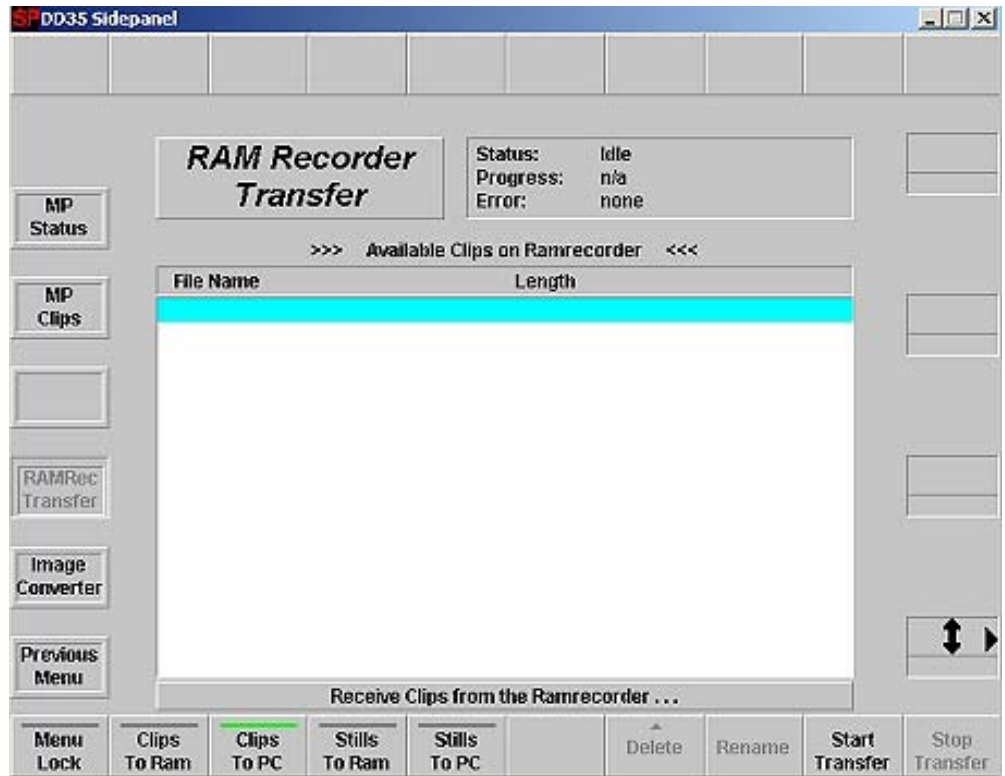 SP DD35 Sidepanel
RAM Recorder
Transfer
Status: Idle
Progress: n/a
Error: none
MP
Status
>>> Available Clips on Ramrecorder <<<
File Name Length
MP
Clips
RAMRec
Transfer
Image
Converter
Previous
Menu
Receive Clips from the Ramrecorder ...
Menu
Lock
Clips
To Ram
Clips
To PC
Stills
To Ram
Stills
To PC
Delete
Rename
Start
Transfer
Stop
Transfer